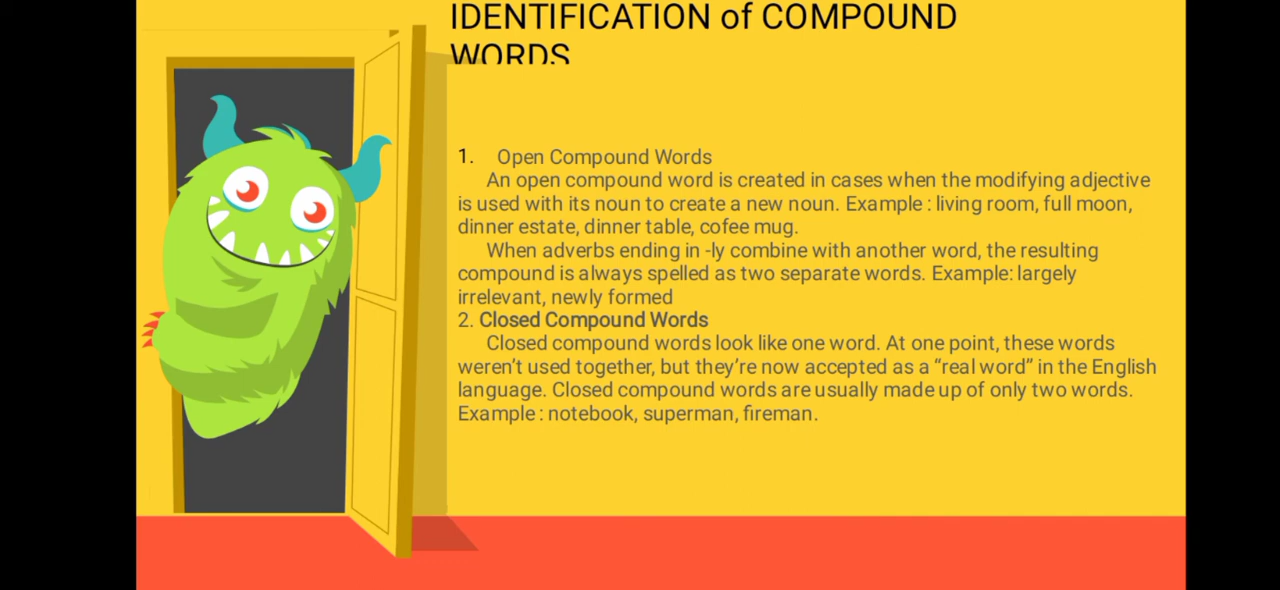 IDENTIFICATION of COMPOUND
WORDS
1. Open Compound Words
An open compound word is created in cases when the modifying adjective
is used with its noun to create a new noun. Example : living room, full moon,
dinner estate, dinner table, cofee mug.
When adverbs ending in -ly combine with another word, the resulting
compound is always spelled as two separate words. Example: largely
irrelevant, newly formed
2. Closed Compound Words
Closed compound words look like one word. At one point, these words
weren’t used together, but they’re now accepted as a “real word” in the English
language. Closed compound words are usually made up of only two words.
Example : notebook, superman, fireman.